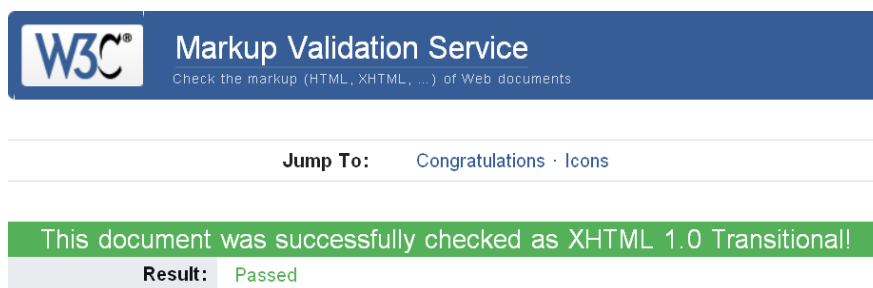 W3C®
Markup Validation Service
Check the markup (HTML, XHTML, ...) of Web documents
Jump To: Congratulations · Icons
This document was successfully checked as XHTML 1.0 Transitional!
Result: Passed